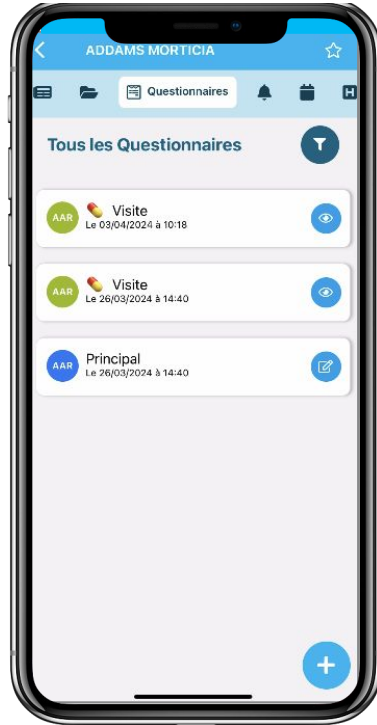 ADDAMS MORTICIA
Questionnaires
Tous les Questionnaires
AAR
Visite
Le 03/04/2024 à 10:18
AAR
Visite
Le 26/03/2024 à 14:40
AAR
Principal
Le 26/03/2024 à 14:40